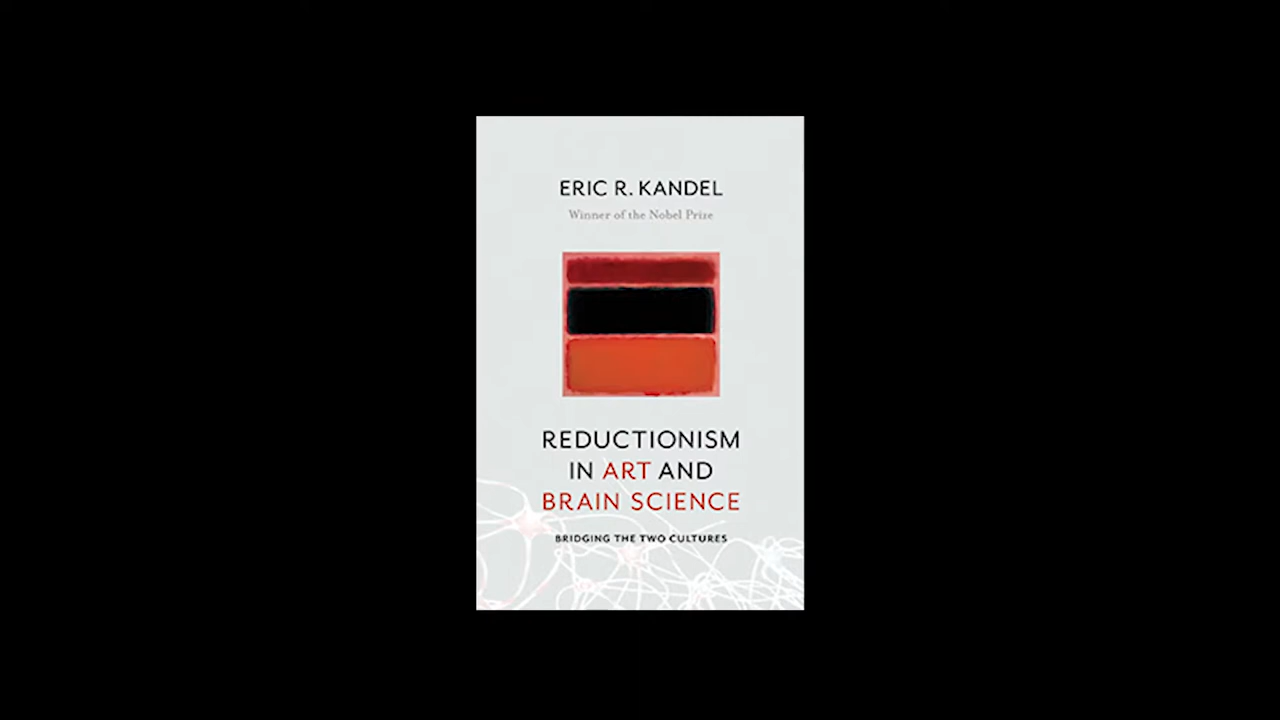 ERIC R. KANDEL
Winner of the Nobel Prize
REDUCTIONISM
IN ART AND
BRAIN SCIENCE
BRIDGING THE TWO CULTURES